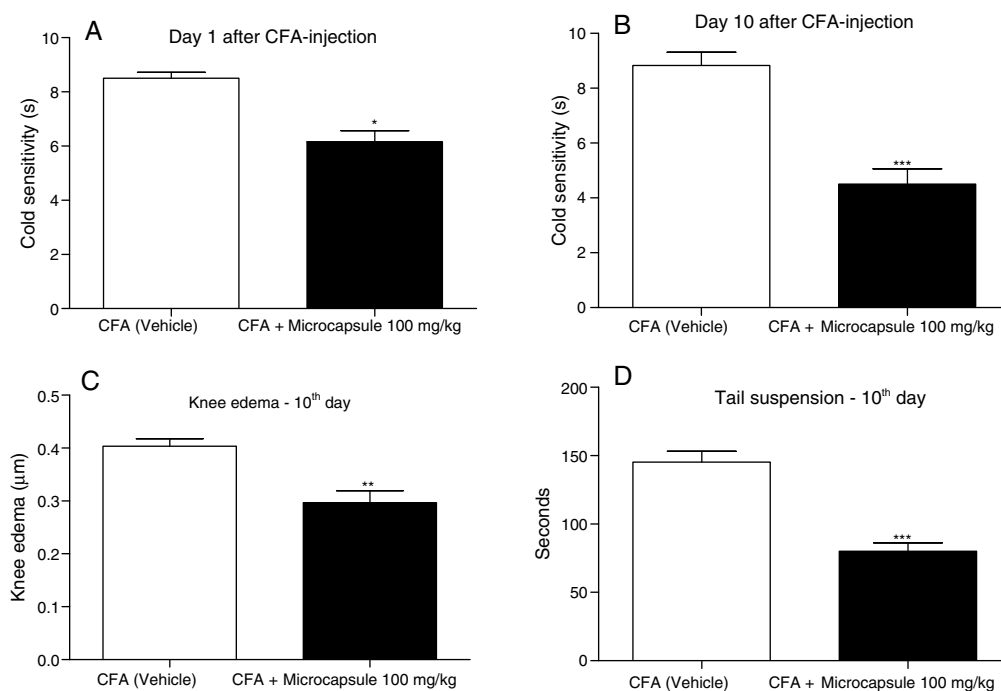 A
Day 1 after CFA-injection
Cold sensitivity (s)
10
8
6
4
2
0
*
CFA (Vehicle)
CFA + Microcapsule 100 mg/kg
B
Day 10 after CFA-injection
Cold sensitivity (s)
10
8
6
4
2
0
***
CFA (Vehicle)
CFA + Microcapsule 100 mg/kg
C
Knee edema - 10th day
Knee edema (µm)
0.5
0.4
0.3
0.2
0.1
0.0
**
CFA (Vehicle)
CFA + Microcapsule 100 mg/kg
D
Tail suspension - 10th day
Seconds
200
150
100
50
0
***
CFA (Vehicle)
CFA + Microcapsule 100 mg/kg